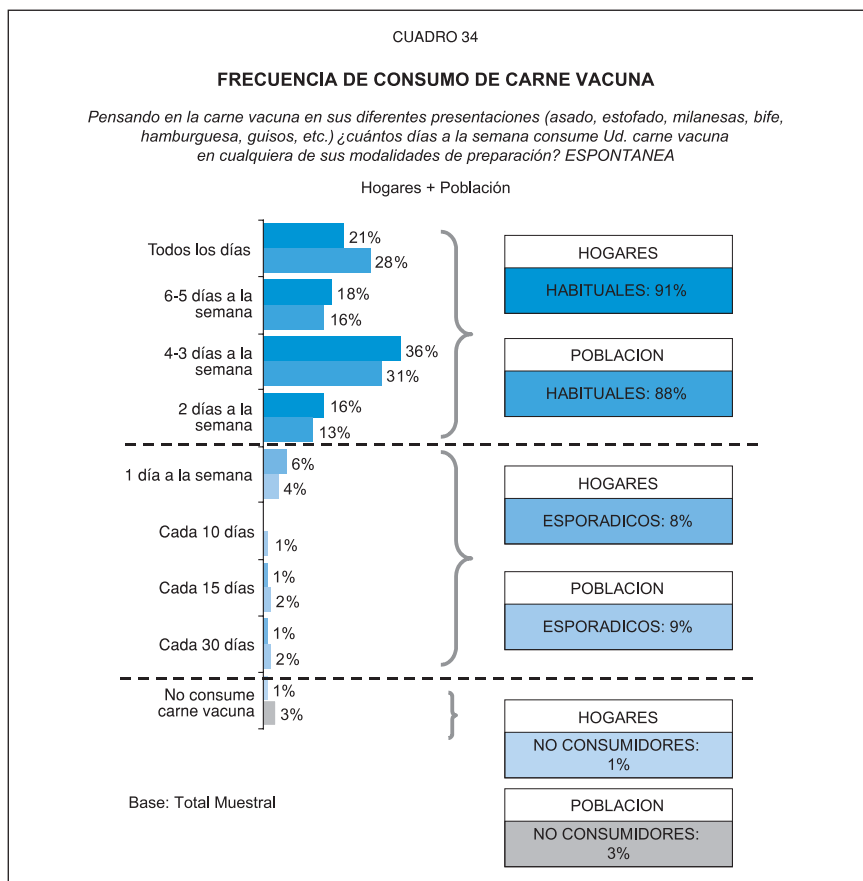 CUADRO 34
FRECUENCIA DE CONSUMO DE CARNE VACUNA
Pensando en la carne vacuna en sus diferentes presentaciones (asado, estofado, milanesas, bife,
hamburguesa, guisos, etc.) ¿cuántos días a la semana consume Ud. carne vacuna
en cualquiera de sus modalidades de preparación? ESPONTANEA
Hogares + Población
Todos los días
21%
28%
6-5 días a la
semana
18%
16%
4-3 días a la
semana
36%
31%
2 días a la
semana
16%
13%
HOGARES
HABITUALES: 91%
POBLACION
HABITUALES: 88%
1 día a la semana
6%
4%
Cada 10 días
1%
Cada 15 días
1%
2%
Cada 30 días
1%
2%
HOGARES
ESPORADICOS: 8%
POBLACION
ESPORADICOS: 9%
No consume
carne vacuna
1%
3%
HOGARES
NO CONSUMIDORES:
1%
POBLACION
NO CONSUMIDORES:
3%
Base: Total Muestral